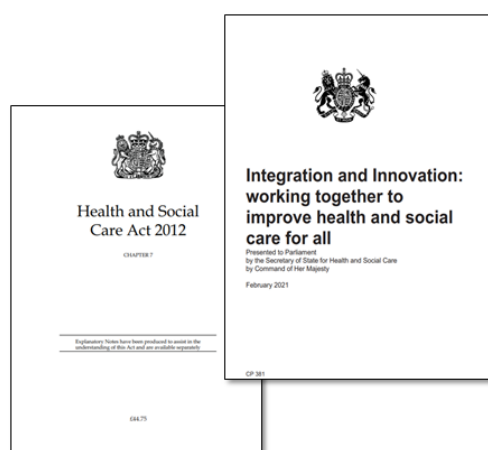 Health and Social
Care Act 2012
CHAPTER 7
Explanatory Notes have been produced to assist in the
understanding of this Act and are available separately
£44.75
Integration and Innovation:
working together to
improve health and social
care for all
Presented to Parliament
by the Secretary of State for Health and Social Care
by Command of Her Majesty
February 2021
CP 381